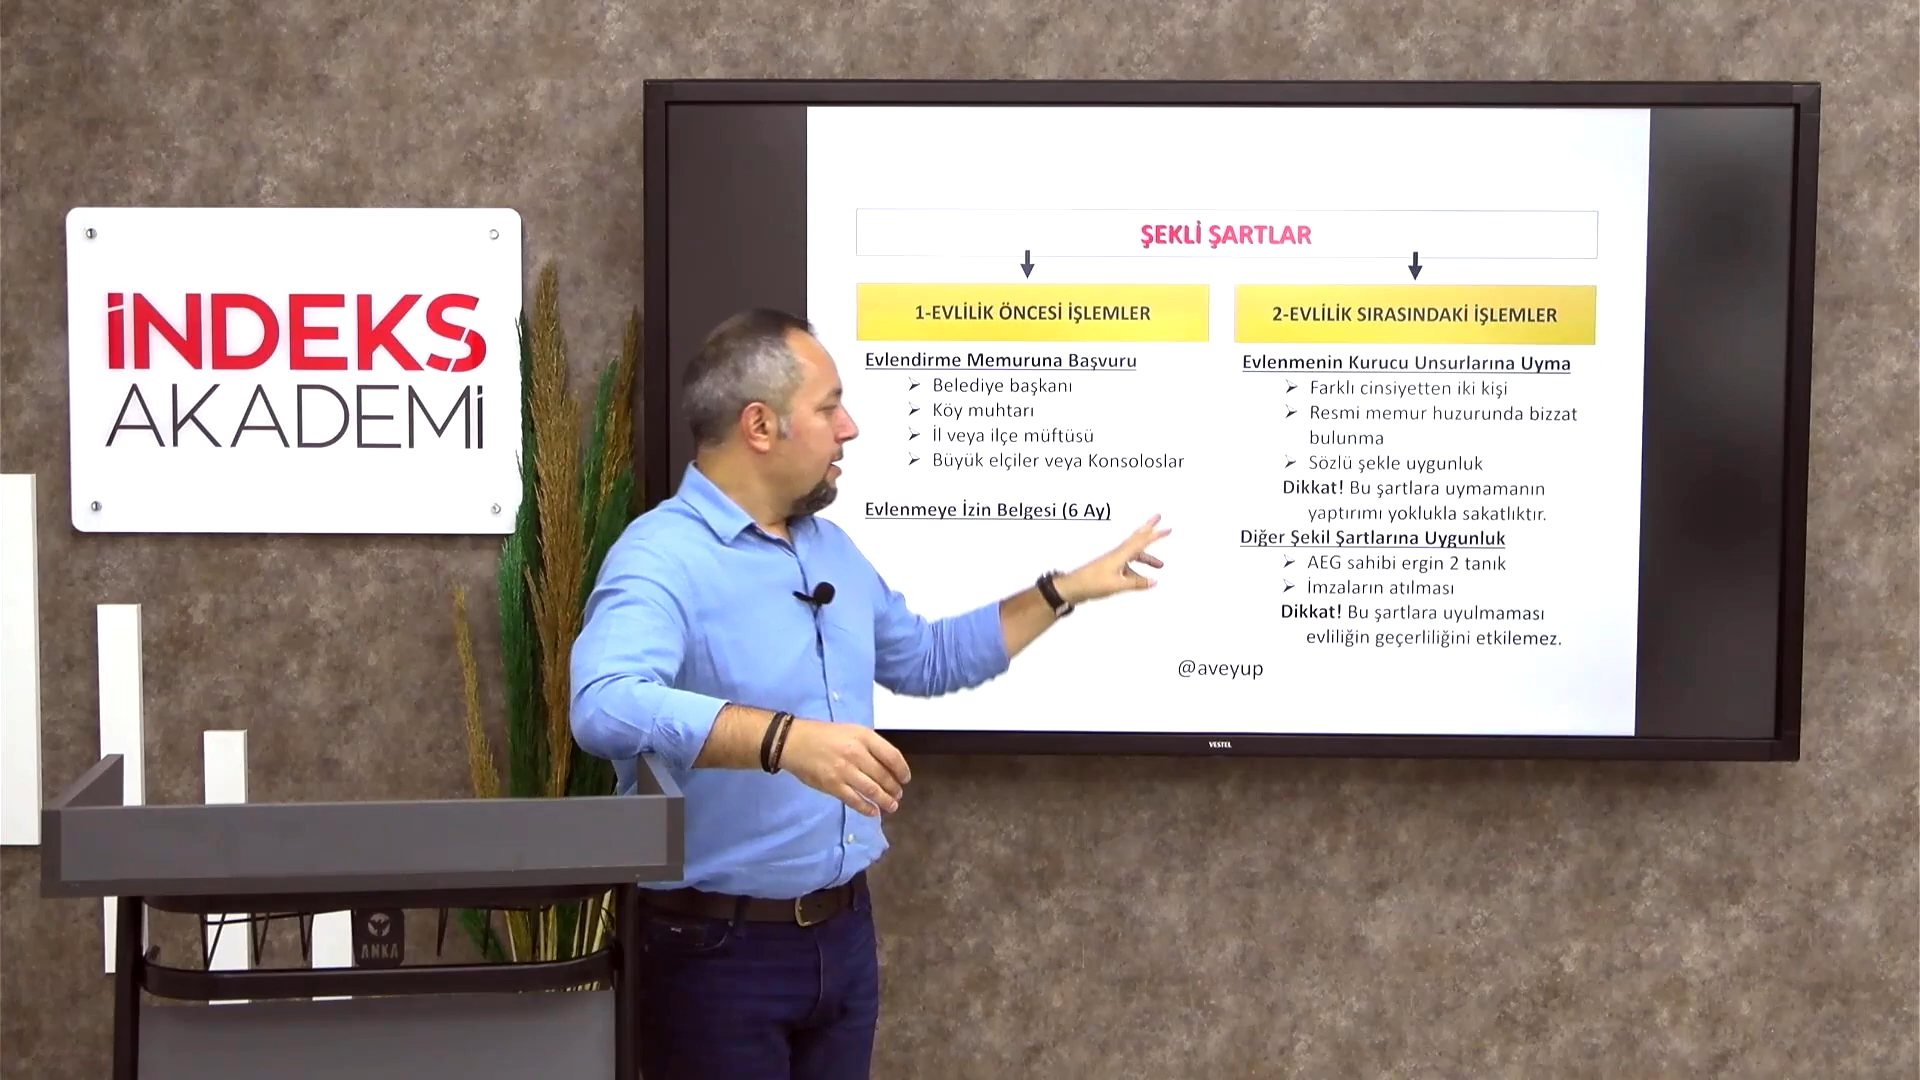 İNDEKS
AKADEMİ
ŞEKLİ ŞARTLAR
1-EVLİLİK ÖNCESİ İŞLEMLER
Evlendirme Memuruna Başvuru
➢ Belediye başkanı
➢ Köy muhtarı
➢ İl veya ilçe müftüsü
➢ Büyük elçiler veya Konsoloslar
Evlenmeye İzin Belgesi (6 Ay)
2-EVLİLİK SIRASINDAKİ İŞLEMLER
Evlenmenin Kurucu Unsurlarına Uyma
➢ Farklı cinsiyetten iki kişi
➢ Resmi memur huzurunda bizzat
bulunma
➢ Sözlü şekle uygunluk
Dikkat! Bu şartlara uymamanın
yaptırımı yoklukla sakatlıktır.
Diğer Şekil Şartlarına Uygunluk
➢ AEG sahibi ergin 2 tanık
➢ İmzaların atılması
Dikkat! Bu şartlara uyulmaması
evliliğin geçerliliğini etkilemez.
@aveyup
VESTEL
ANKA